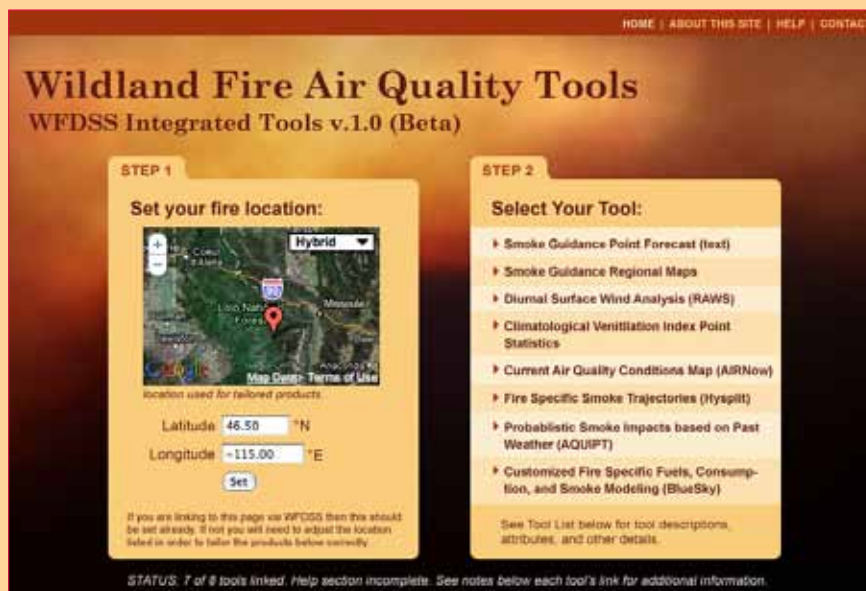 HOME | ABOUT THIS SITE | HELP | CONTAC
Wildland Fire Air Quality Tools
WFDSS Integrated Tools v.1.0 (Beta)
STEP 1
Set your fire location:
+
Hybrid
−
90
Lolo Nat
Missoula
Forest
Anaconda
Google
Map Data - Terms of Use
location used for tailored products.
Latitude 46.50 °N
Longitude -115.00 °E
Set
If you are linking to this page via WFDSS then this should
be set already. If not you will need to adjust the location
listed in order to tailor the products below correctly.
STEP 2
Select Your Tool:
Smoke Guidance Point Forecast (text)
Smoke Guidance Regional Maps
Diurnal Surface Wind Analysis (RAWS)
Climatological Venitilation Index Point
Statistics
Current Air Quality Conditions Map (AIRNow)
Fire Specific Smoke Trajectories (Hysplit)
Probablistic Smoke Impacts based on Past
Weather (AQUIPT)
Customized Fire Specific Fuels, Consump-
tion, and Smoke Modeling (BlueSky)
See Tool List below for tool descriptions,
attributes, and other details.
STATUS: 7 of 8 tools linked. Help section incomplete. See notes below each tool's link for additional information.